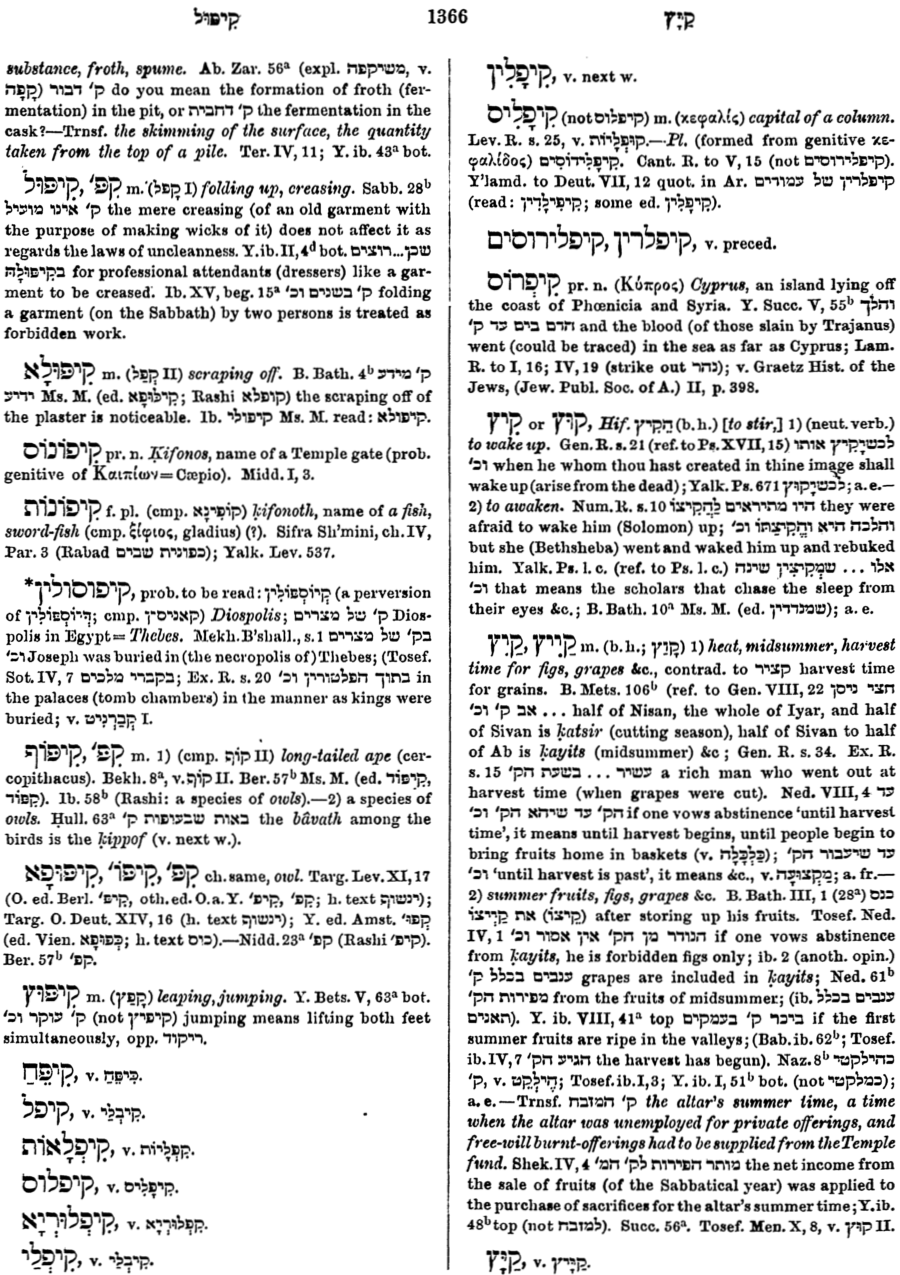 קִיפּוּל
1366
קַיָּץ
substance, froth, spume. Ab. Zar. 56ª (expl. משיקפה, v.
קָפָה) ק' דבור do you mean the formation of froth (fer-
mentation) in the pit, or ק' דחבית the fermentation in the
cask?—Trnsf. the skimming of the surface, the quantity
taken from the top of a pile. Ter. IV, 11; Y. ib. 43ª bot.
קִיפּוּל, קִפּ' m. (קָפַל I) folding up, creasing. Sabb. 28ᵇ
ק' אינו מועיל the mere creasing (of an old garment with
the purpose of making wicks of it) does not affect it as
regards the laws of uncleanness. Y. ib. II, 4ᵈ bot. שכן...רוצים
בקיפולה for professional attendants (dressers) like a gar-
ment to be creased. Ib. XV, beg. 15ª ק' בשנים וכ' folding
a garment (on the Sabbath) by two persons is treated as
forbidden work.
קִיפּוּלָא m. (קְפַל II) scraping off. B. Bath. 4ᵇ ק' מידע
ידיע Ms. M. (ed. קִילּוּפָא; Rashi קופלא) the scraping off of
the plaster is noticeable. Ib. קיפולי Ms. M. read: קיפולא.
קִיפוֹנוֹס pr. n. Ḳifonos, name of a Temple gate (prob.
genitive of Καιπίων = Cæpio). Midd. I, 3.
קִיפוֹנוֹת f. pl. (cmp. קוֹפִינָא) ḳifonoth, name of a fish,
sword-fish (cmp. ξίφιος, gladius) (?). Sifra Sh'mini, ch. IV,
Par. 3 (Rabad כפונית שבים); Yalk. Lev. 537.
*קיפוסולין, prob. to be read: קִיוֹסְפּוֹלִין (a perversion
of דְּיוֹסְפּוֹלִין; cmp. קאניסין) Diospolis; ק' של מצרים Dios-
polis in Egypt = Thebes. Mekh. B'shall., s. 1 בק' של מצרים
וכ' Joseph was buried in (the necropolis of) Thebes; (Tosef.
Sot. IV, 7 בקברי מלכים; Ex. R. s. 20 בתוך הפלטורין וכ' in
the palaces (tomb chambers) in the manner as kings were
buried; v. קְבַרְנִיט I.
קִיפּוֹף, קִפּ' m. 1) (cmp. קוֹף II) long-tailed ape (cer-
copithacus). Bekh. 8ª, v. קוֹף II. Ber. 57ᵇ Ms. M. (ed. קִיפּוֹד,
קִפּוֹד). Ib. 58ᵇ (Rashi: a species of owls).—2) a species of
owls. Ḥull. 63ª באות שבעופות ק' the bâvath among the
birds is the ḳippof (v. next w.).
קִיפּוּפָא, קִיפּוֹ', קִפּ' ch. same, owl. Targ. Lev. XI, 17
(O. ed. Berl. קִיפּ', oth. ed. O. a. Y. קִפּ', קַ'; h. text ינשוף);
Targ. O. Deut. XIV, 16 (h. text ינשוף); Y. ed. Amst. קפו'
(ed. Vien. כְּפוּפָא; h. text כוס).—Nidd. 23ª קפ' (Rashi קיפ').
Ber. 57ᵇ קפ'.
קִיפּוּץ m. (קָפַץ) leaping, jumping. Y. Bets. V, 63ª bot.
ק' עוקר וכ' (not קיפיץ) jumping means lifting both feet
simultaneously, opp. ריקוד.
קִיפֵּחַ, v. כִּיפֵּחַ.
קיפל, v. קִיבְלַי.
קִיפְלָאוֹת, v. קַפְּלָיוֹת.
קיפלוס, v. קִיפָלִיס.
קִיפְלוּרְיָא, v. קַפְלוּרְיָא.
קִיפְלַי, v. קִיבְלַי.
קִיפָלִין, v. next w.
קִיפָלִיס (not קיפלוס) m. (κεφαλίς) capital of a column.
Lev. R. s. 25, v. קוּפְלָיוֹת.—Pl. (formed from genitive κε-
φαλίδος) קִיפָלִידוֹסִים. Cant. R. to V, 15 (not קיפלירוסים).
Y'lamd. to Deut. VII, 12 quot. in Ar. קיפלרין של עמודים
(read: קִיפִילָדִין; some ed. קִיפָלִין).
קיפלרין, קיפלירוסים, v. preced.
קִיפְרוֹס pr. n. (Κύπρος) Cyprus, an island lying off
the coast of Phœnicia and Syria. Y. Succ. V, 55ᵇ והלך
הדם בים עד ק' and the blood (of those slain by Trajanus)
went (could be traced) in the sea as far as Cyprus; Lam.
R. to I, 16; IV, 19 (strike out נהר); v. Graetz Hist. of the
Jews, (Jew. Publ. Soc. of A.) II, p. 398.
קִיץ or קוּץ, Hif. הֵקִיץ (b. h.) [to stir,] 1) (neut. verb.)
to wake up. Gen. R. s. 21 (ref. to Ps. XVII, 15) לכשיָּקִיץ אותו
וכ' when he whom thou hast created in thine image shall
wake up (arise from the dead); Yalk. Ps. 671 לכשיָּקוּץ; a. e.—
2) to awaken. Num. R. s. 10 היו מתיראים לַהֲקִיצוֹ they were
afraid to wake him (Solomon) up; והלכה היא וֶהֱקִיצַתּוּ וכ'
but she (Bethsheba) went and waked him up and rebuked
him. Yalk. Ps. l. c. (ref. to Ps. l. c.) אלו ... שמְּקִיצִין שינה
וכ' that means the scholars that chase the sleep from
their eyes &c.; B. Bath. 10ª Ms. M. (ed. שמנדדין); a. e.
קַיִץ, קַיִיץ m. (b. h.; קָיַץ) 1) heat, midsummer, harvest
time for figs, grapes &c., contrad. to קציר harvest time
for grains. B. Mets. 106ᵇ (ref. to Gen. VIII, 22 חצי ניסן
אב ק' וכ' ... half of Nisan, the whole of Iyar, and half
of Sivan is ḳatsir (cutting season), half of Sivan to half
of Ab is ḳayits (midsummer) &c; Gen. R. s. 34. Ex. R.
s. 15 עשיר ... בשעת הק' a rich man who went out at
harvest time (when grapes were cut). Ned. VIII, 4 עד
הק' עד שיהא הק' וכ' if one vows abstinence 'until harvest
time', it means until harvest begins, until people begin to
bring fruits home in baskets (v. כַּלְכָּלָה); עד שיעבור הק'
וכ' 'until harvest is past', it means &c., v. מַקְצוּעָה; a. fr.—
2) summer fruits, figs, grapes &c. B. Bath. III, 1 (28ª) כנס
את קַיִיצוֹ (קֵיצוֹ) after storing up his fruits. Tosef. Ned.
IV, 1 הנודר מן הק' אין אסור וכ' if one vows abstinence
from ḳayits, he is forbidden figs only; ib. 2 (anoth. opin.)
ענבים בכלל ק' grapes are included in ḳayits; Ned. 61ᵇ
מפירות הק' from the fruits of midsummer; (ib. ענבים בכלל
תאנים). Y. ib. VIII, 41ª top ביכר ק' בעמקים if the first
summer fruits are ripe in the valleys; (Bab. ib. 62ᵇ; Tosef.
ib. IV, 7 הגיע הק' the harvest has begun). Naz. 8ᵇ כהילקטי
ק', v. הֵילְקֵט; Tosef. ib. I, 3; Y. ib. I, 51ᵇ bot. (not כמלקטי);
a. e.—Trnsf. ק' המזבח the altar's summer time, a time
when the altar was unemployed for private offerings, and
free-will burnt-offerings had to be supplied from the Temple
fund. Shek. IV, 4 מותר הפירות לק' המ' the net income from
the sale of fruits (of the Sabbatical year) was applied to
the purchase of sacrifices for the altar's summer time; Y. ib.
48ᵇ top (not למזבח). Succ. 56ª. Tosef. Men. X, 8, v. קוּץ II.
קַיָּץ, v. קַיָּיץ.